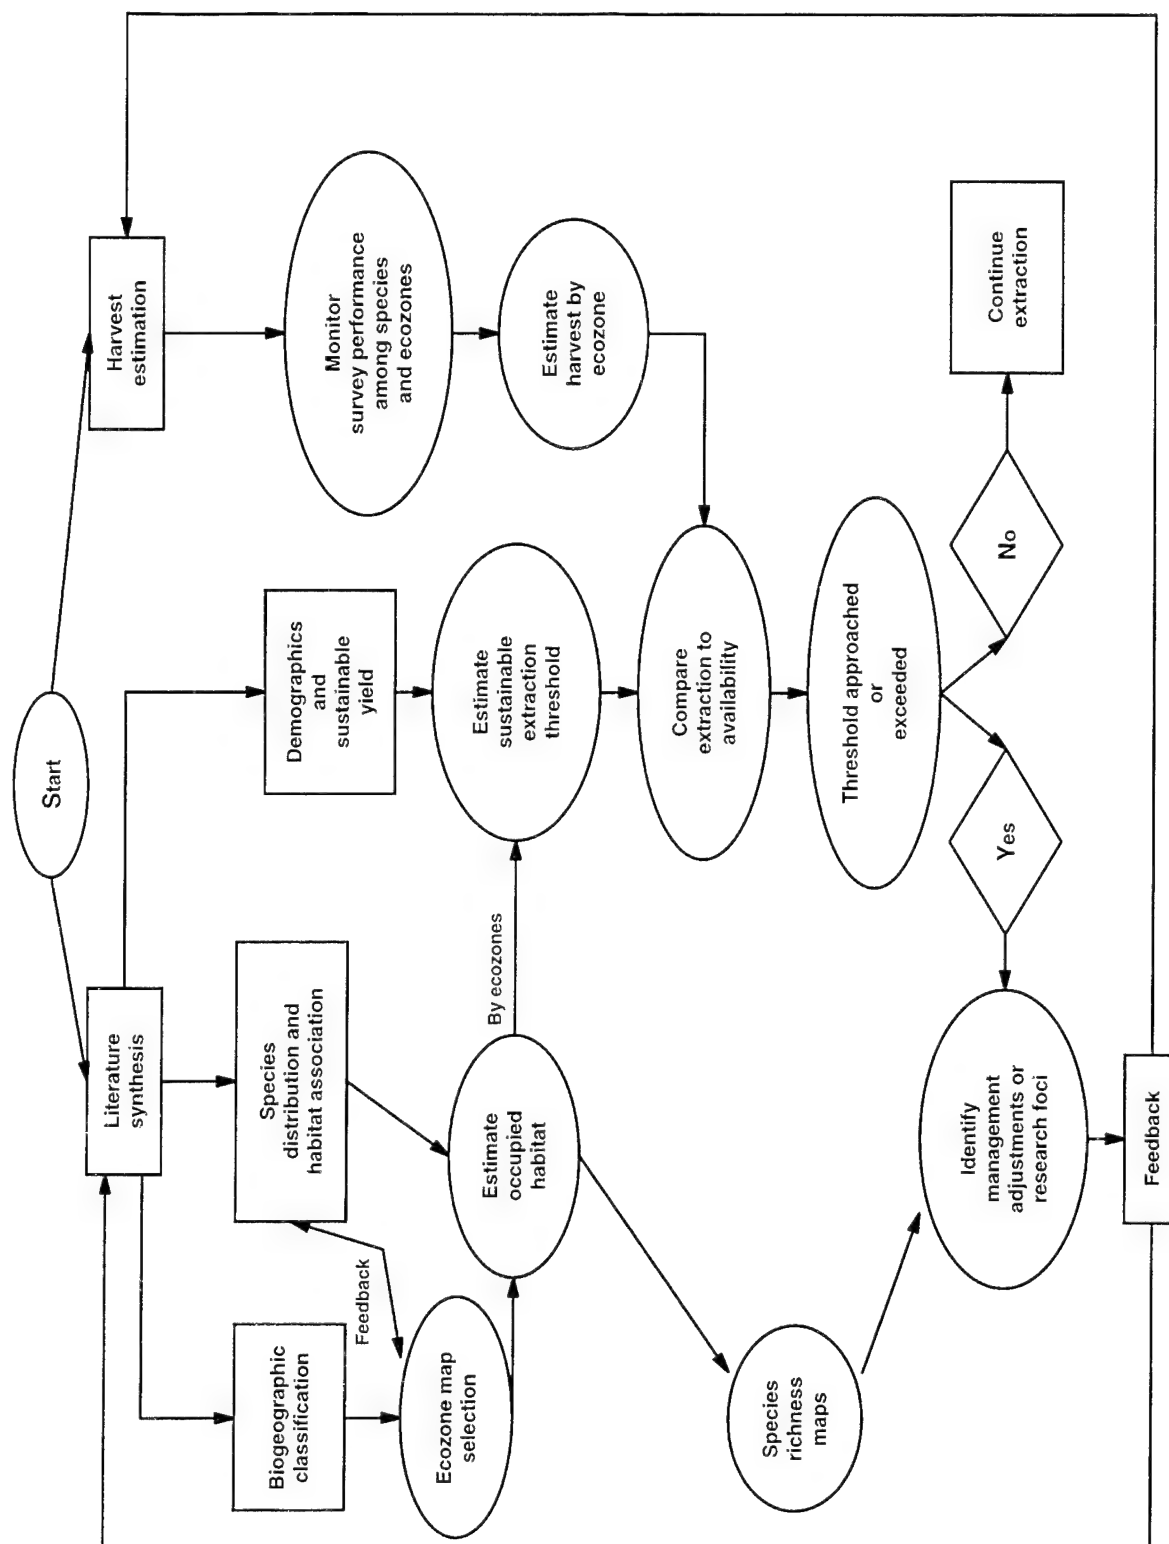 Start
Literature
synthesis
Harvest
estimation
Biogeographic
classification
Species
distribution and
habitat association
Demographics
and
sustainable
yield
Monitor
survey performance
among species
and ecozones
Feedback
Ecozone map
selection
Estimate
occupied
habitat
By ecozones
Estimate
sustainable
extraction
threshold
Estimate
harvest by
ecozone
Compare
extraction to
availability
Species
richness
maps
Threshold approached
or
exceeded
Yes
No
Continue
extraction
Identify
management
adjustments or
research foci
Feedback